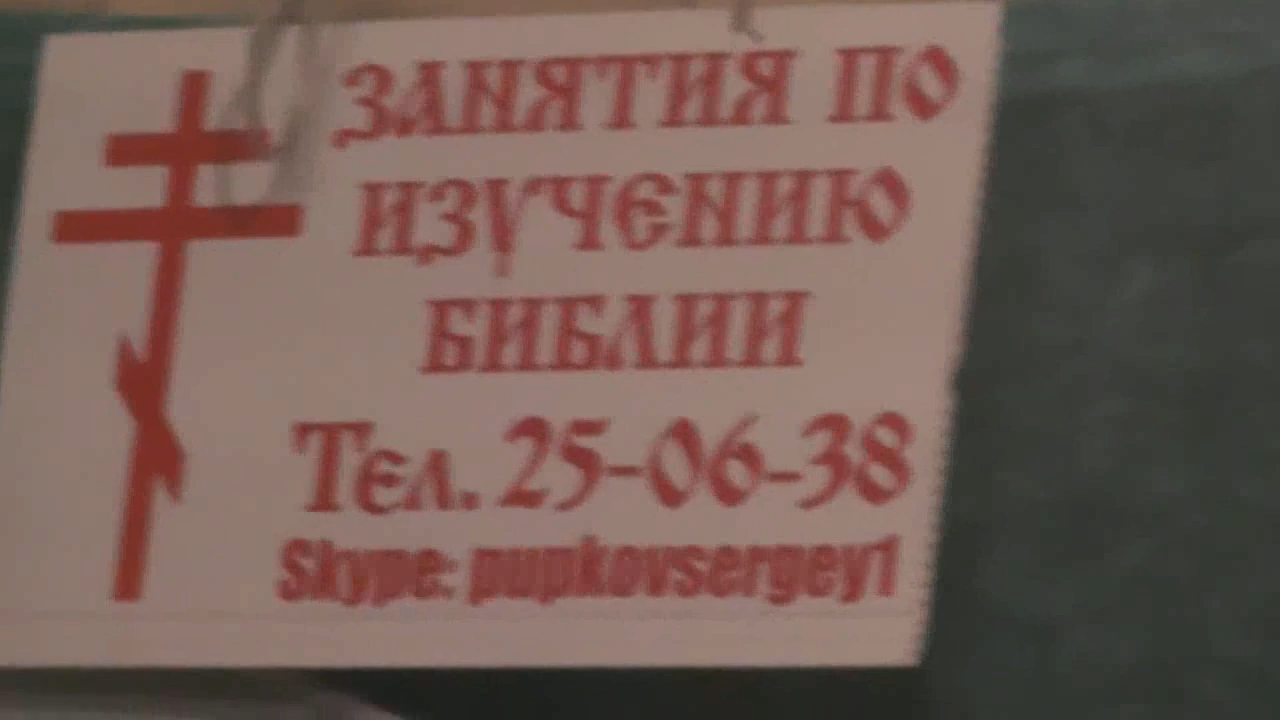 ЗАНЯТИЯ ПО
ИЗУЧЕНИЮ
БИБЛИИ
Тел. 25-06-38
Skype: pupkovsergey1